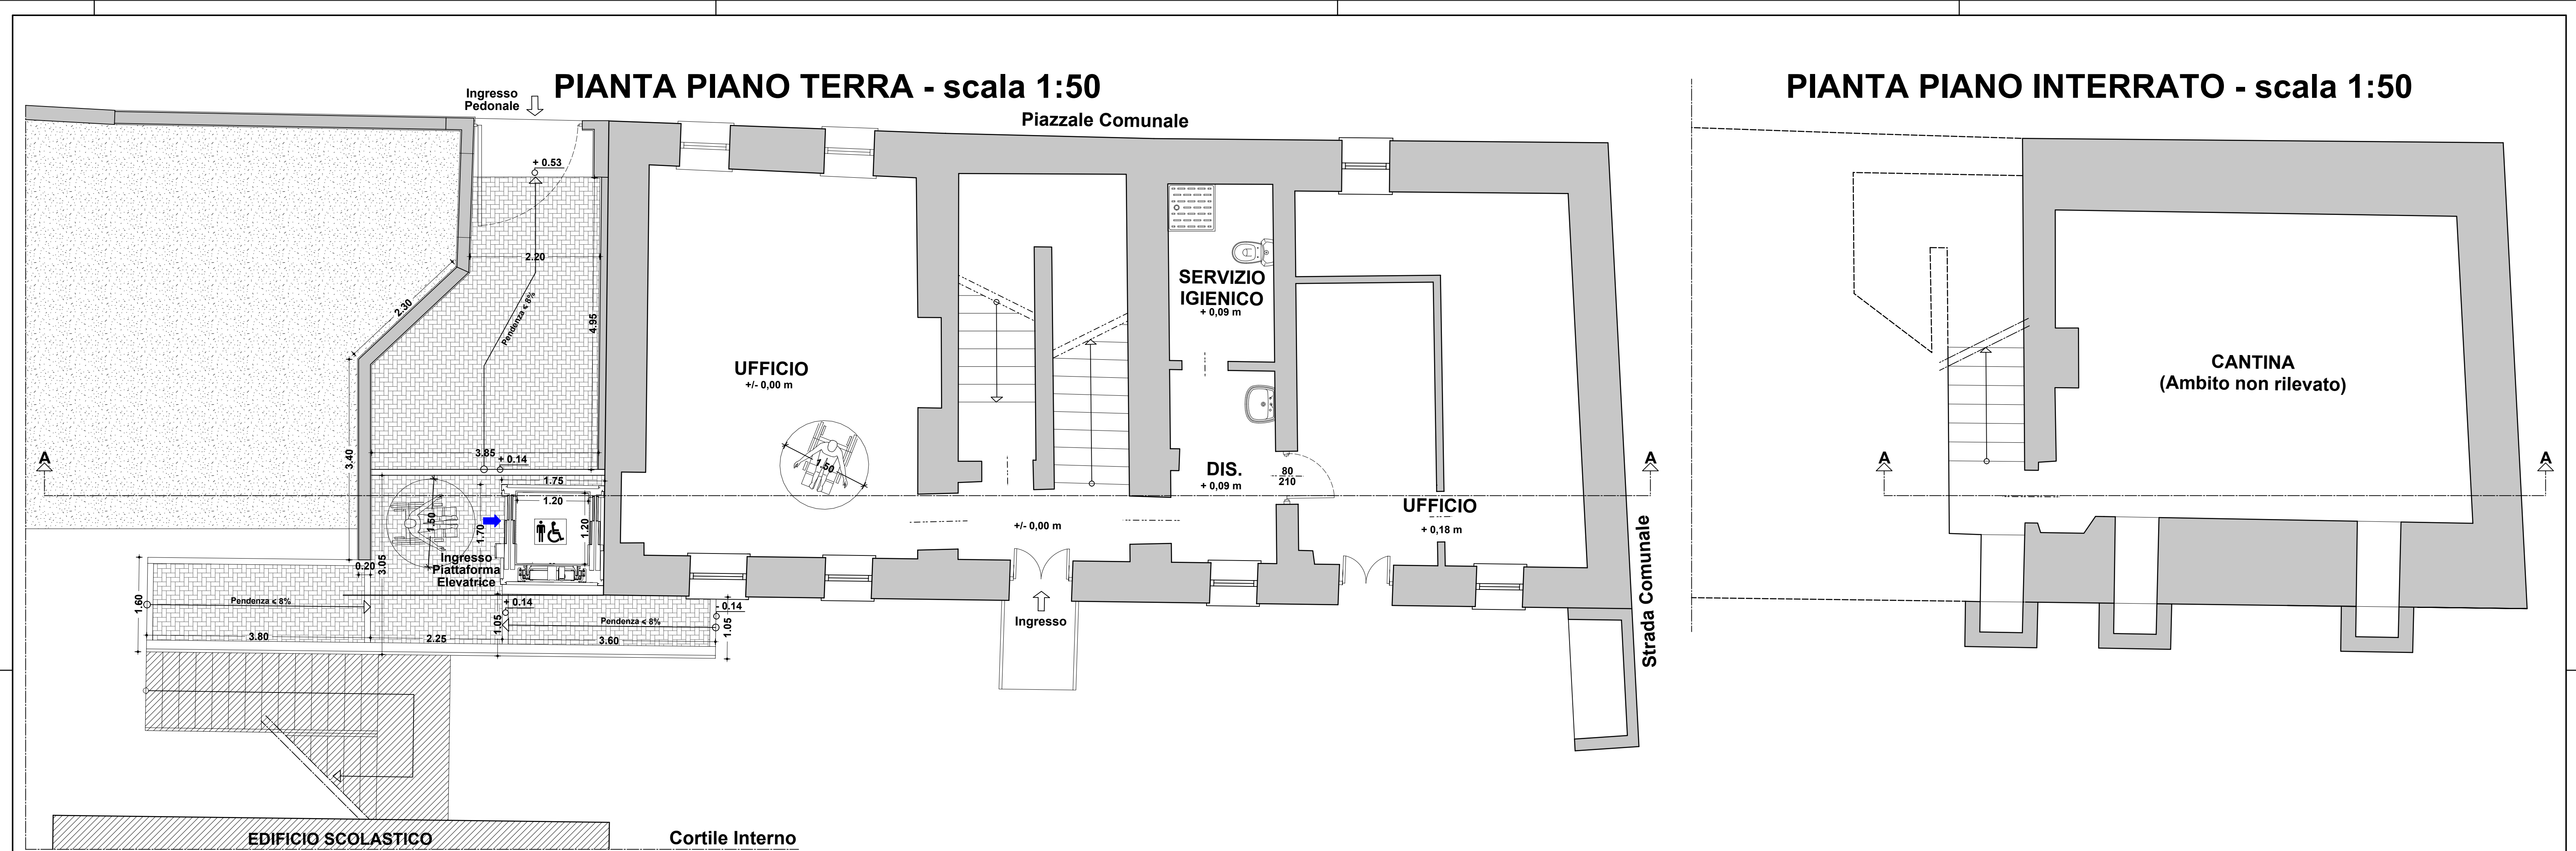 PIANTA PIANO TERRA - scala 1:50
PIANTA PIANO INTERRATO - scala 1:50
Ingresso
Pedonale
Piazzale Comunale
+ 0.53
2.20
2.30
Pendenza < 8%
4.95
3.40
3.85
+ 0.14
UFFICIO
+/- 0,00 m
1.50
SERVIZIO
IGIENICO
+ 0,09 m
DIS.
+ 0,09 m
80
210
UFFICIO
+ 0,18 m
+/- 0,00 m
A
A
A
A
CANTINA
(Ambito non rilevato)
1.75
1.20
1.20
1.50
1.70
Ingresso
Piattaforma
Elevatrice
0.20
3.05
1.60
Pendenza < 8%
3.80
2.25
1.05
+ 0.14
Pendenza < 8%
3.60
- 0.14
1.05
Ingresso
Strada Comunale
EDIFICIO SCOLASTICO
Cortile Interno